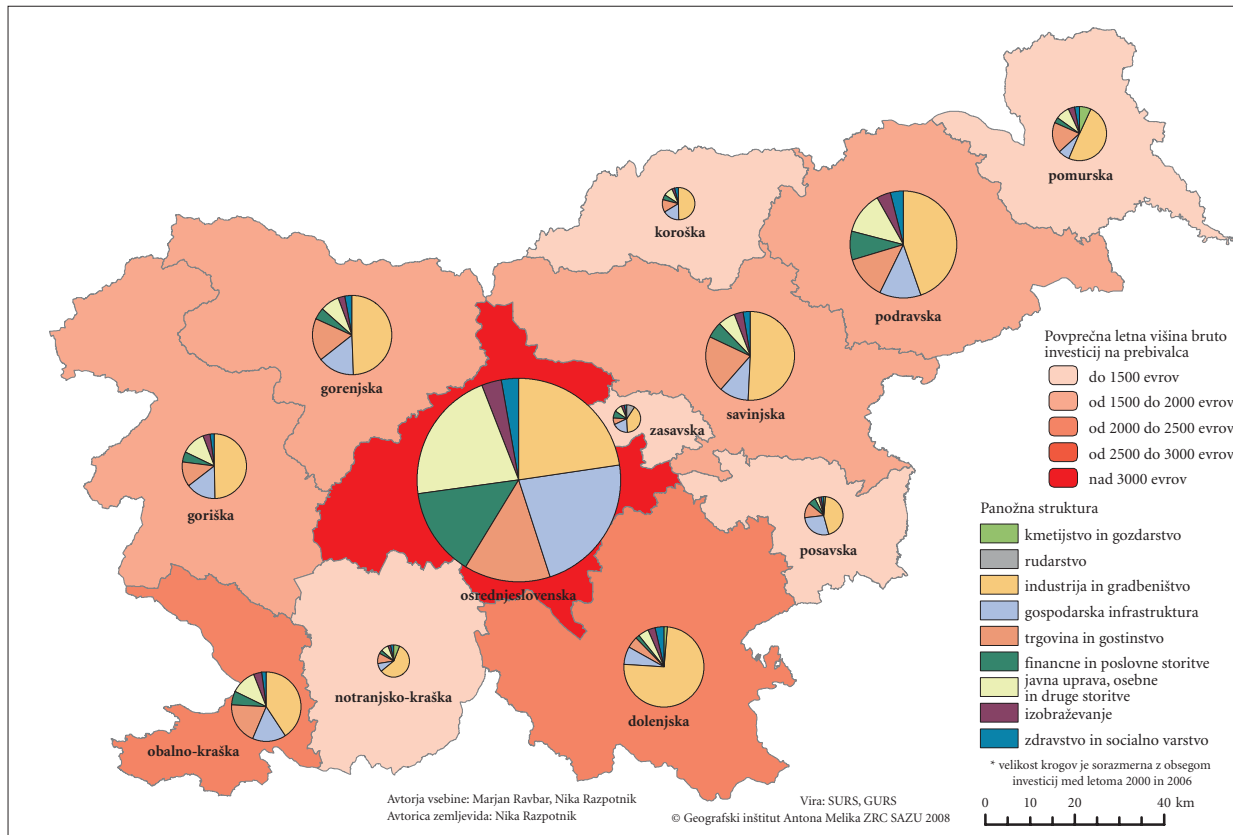 pomurska
koroška
podravska
gorenjska
savinjska
zasavska
goriška
posavska
osrednjeslovenska
notranjsko-kraška
dolenjska
obalno-kraška
Povprečna letna višina bruto
investicij na prebivalca
do 1500 evrov
od 1500 do 2000 evrov
od 2000 do 2500 evrov
od 2500 do 3000 evrov
nad 3000 evrov
Panožna struktura
kmetijstvo in gozdarstvo
rudarstvo
industrija in gradbeništvo
gospodarska infrastruktura
trgovina in gostinstvo
financne in poslovne storitve
javna uprava, osebne
in druge storitve
izobraževanje
zdravstvo in socialno varstvo
* velikost krogov je sorazmerna z obsegom
investicij med letoma 2000 in 2006
0 10 20 40 km
Avtorja vsebine: Marjan Ravbar, Nika Razpotnik
Avtorica zemljevida: Nika Razpotnik
Vira: SURS, GURS
© Geografski inštitut Antona Melika ZRC SAZU 2008